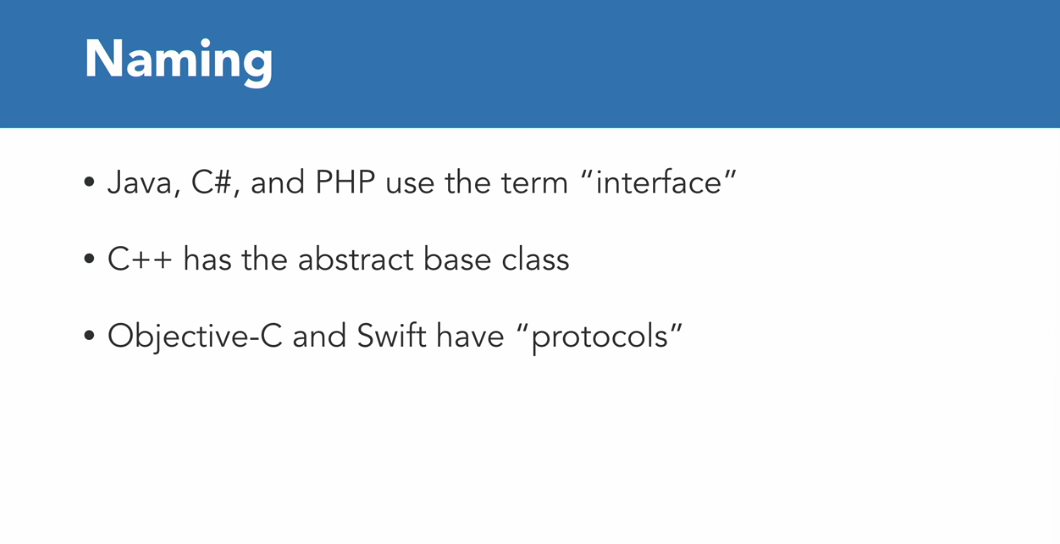 Naming
• Java, C#, and PHP use the term “interface”
• C++ has the abstract base class
• Objective-C and Swift have “protocols”